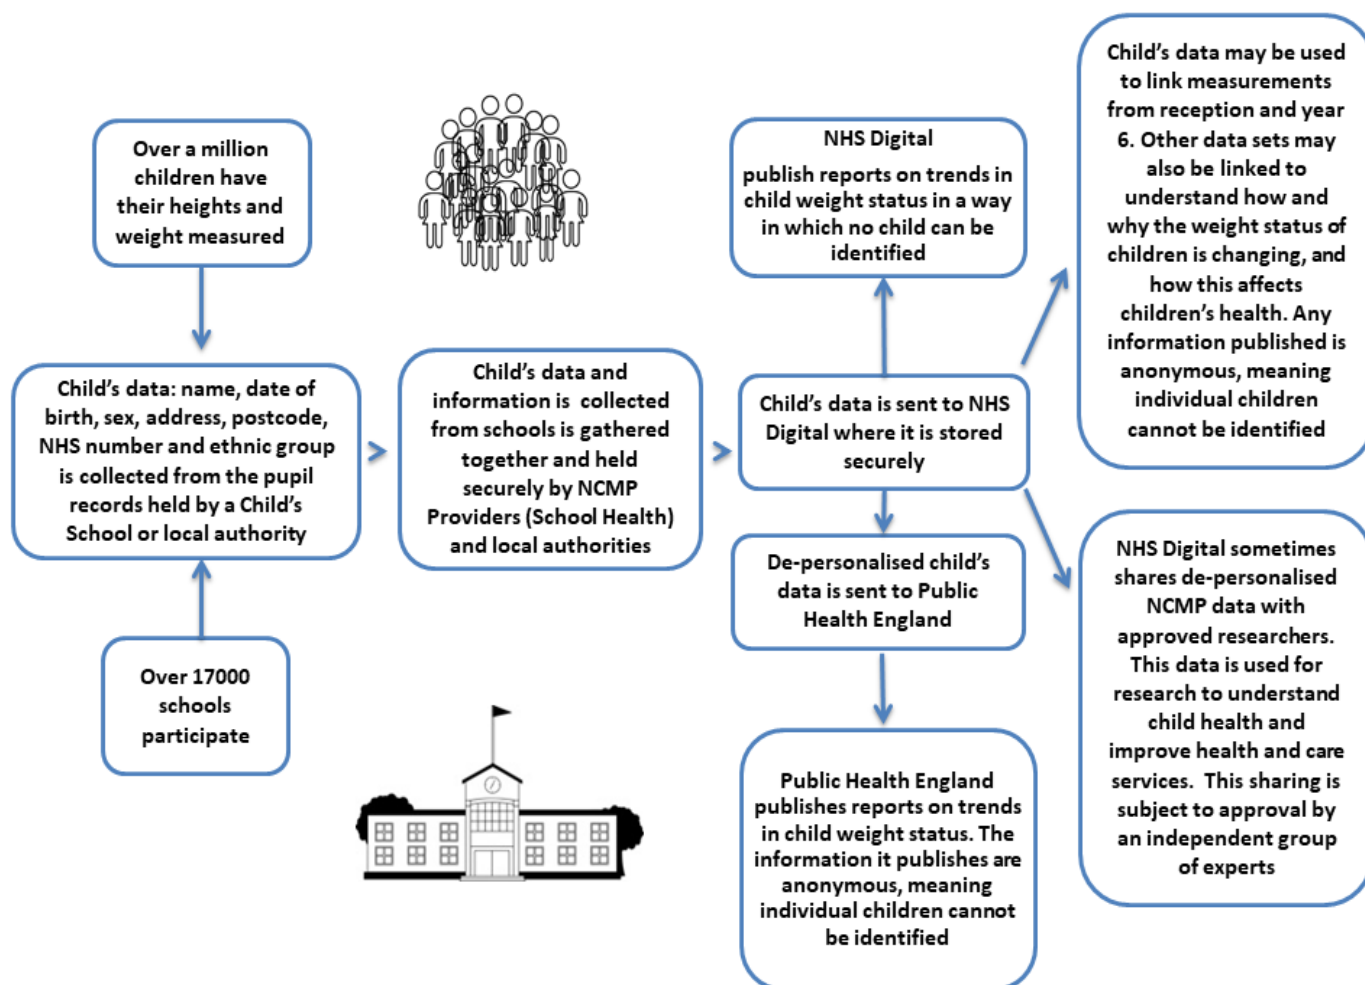 Over a million
children have
their heights and
weight measured
Child’s data: name, date of
birth, sex, address, postcode,
NHS number and ethnic group
is collected from the pupil
records held by a Child’s
School or local authority
Over 17000
schools
participate
Child’s data and
information is  collected
from schools is gathered
together and held
securely by NCMP
Providers (School Health)
and local authorities
NHS Digital
publish reports on trends in
child weight status in a way
in which no child can be
identified
Child’s data is sent to NHS
Digital where it is stored
securely
De-personalised child’s
data is sent to Public
Health England
Public Health England
publishes reports on trends
in child weight status. The
information it publishes are
anonymous, meaning
individual children cannot
be identified
Child’s data may be used
to link measurements
from reception and year
6. Other data sets may
also be linked to
understand how and
why the weight status of
children is changing, and
how this affects
children’s health. Any
information published is
anonymous, meaning
individual children
cannot be identified
NHS Digital sometimes
shares de-personalised
NCMP data with
approved researchers.
This data is used for
research to understand
child health and
improve health and care
services.  This sharing is
subject to approval by
an independent group
of experts